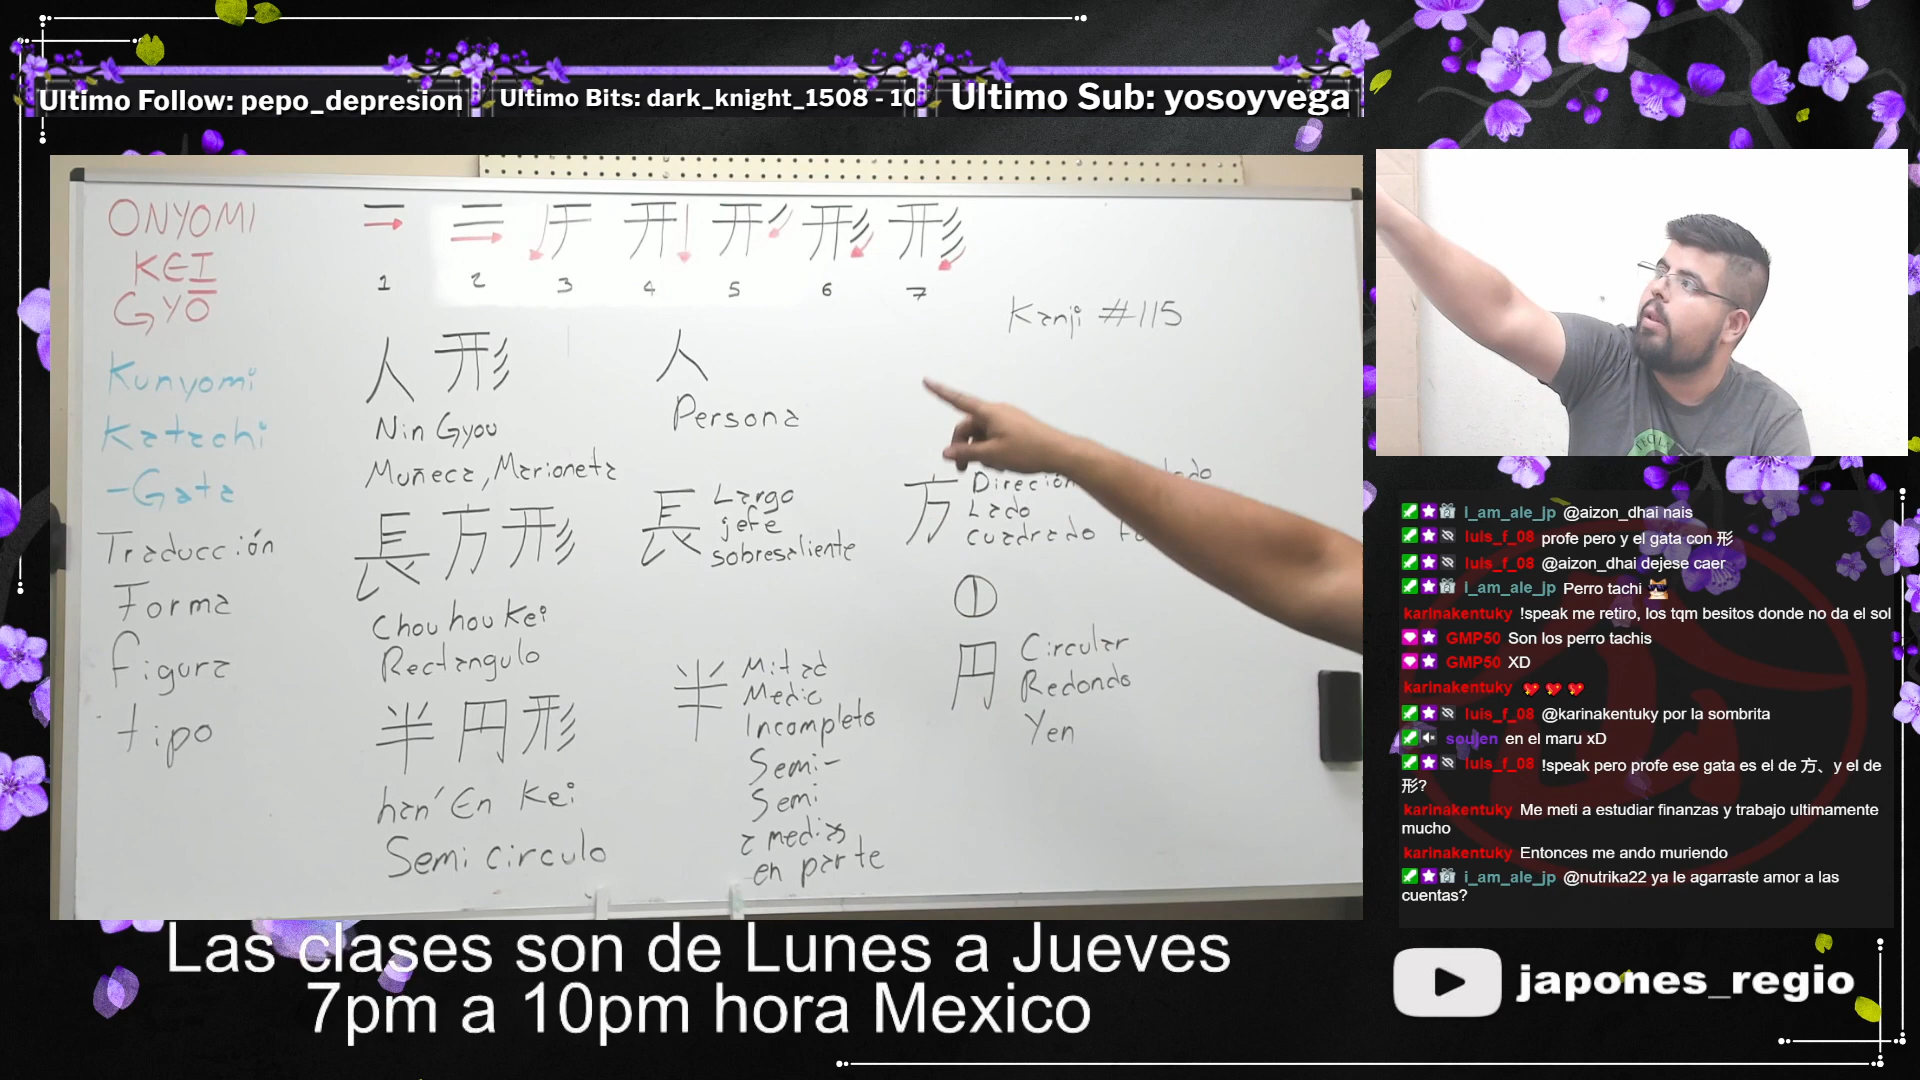 Ultimo Follow: pepo_depresion
Ultimo Bits: dark_knight_1508 - 10
Ultimo Sub: yosoyvega
ONYOMI
KEI
GYO
Kunyomi
Katachi
-Gata
Traducción
Forma
figura
tipo
1 2 3 4 5 6 7
Kanji #115
人形
Nin Gyou
Muñeca, Marioneta
人
Persona
長方形
Chou hou Kei
Rectangulo
長
Largo
jefe
sobresaliente
方
Lado
cuadrado
半円形
han' En Kei
Semi circulo
半
Mitad
Medio
Incompleto
Semi-
Semi
a medias
en parte
円
Circular
Redondo
Yen
i_am_ale_jp @aizon_dhai nais
luis_f_08 profe pero y el gata con 形
luis_f_08 @aizon_dhai dejese caer
i_am_ale_jp Perro tachi
karinakentuky !speak me retiro, los tqm besitos donde no da el sol
GMP50 Son los perro tachis
GMP50 XD
karinakentuky
luis_f_08 @karinakentuky por la sombrita
soujen en el maru xD
luis_f_08 !speak pero profe ese gata es el de 方、y el de
形?
karinakentuky Me meti a estudiar finanzas y trabajo ultimamente
mucho
karinakentuky Entonces me ando muriendo
i_am_ale_jp @nutrika22 ya le agarraste amor a las
cuentas?
Las clases son de Lunes a Jueves
7pm a 10pm hora Mexico
japones_regio